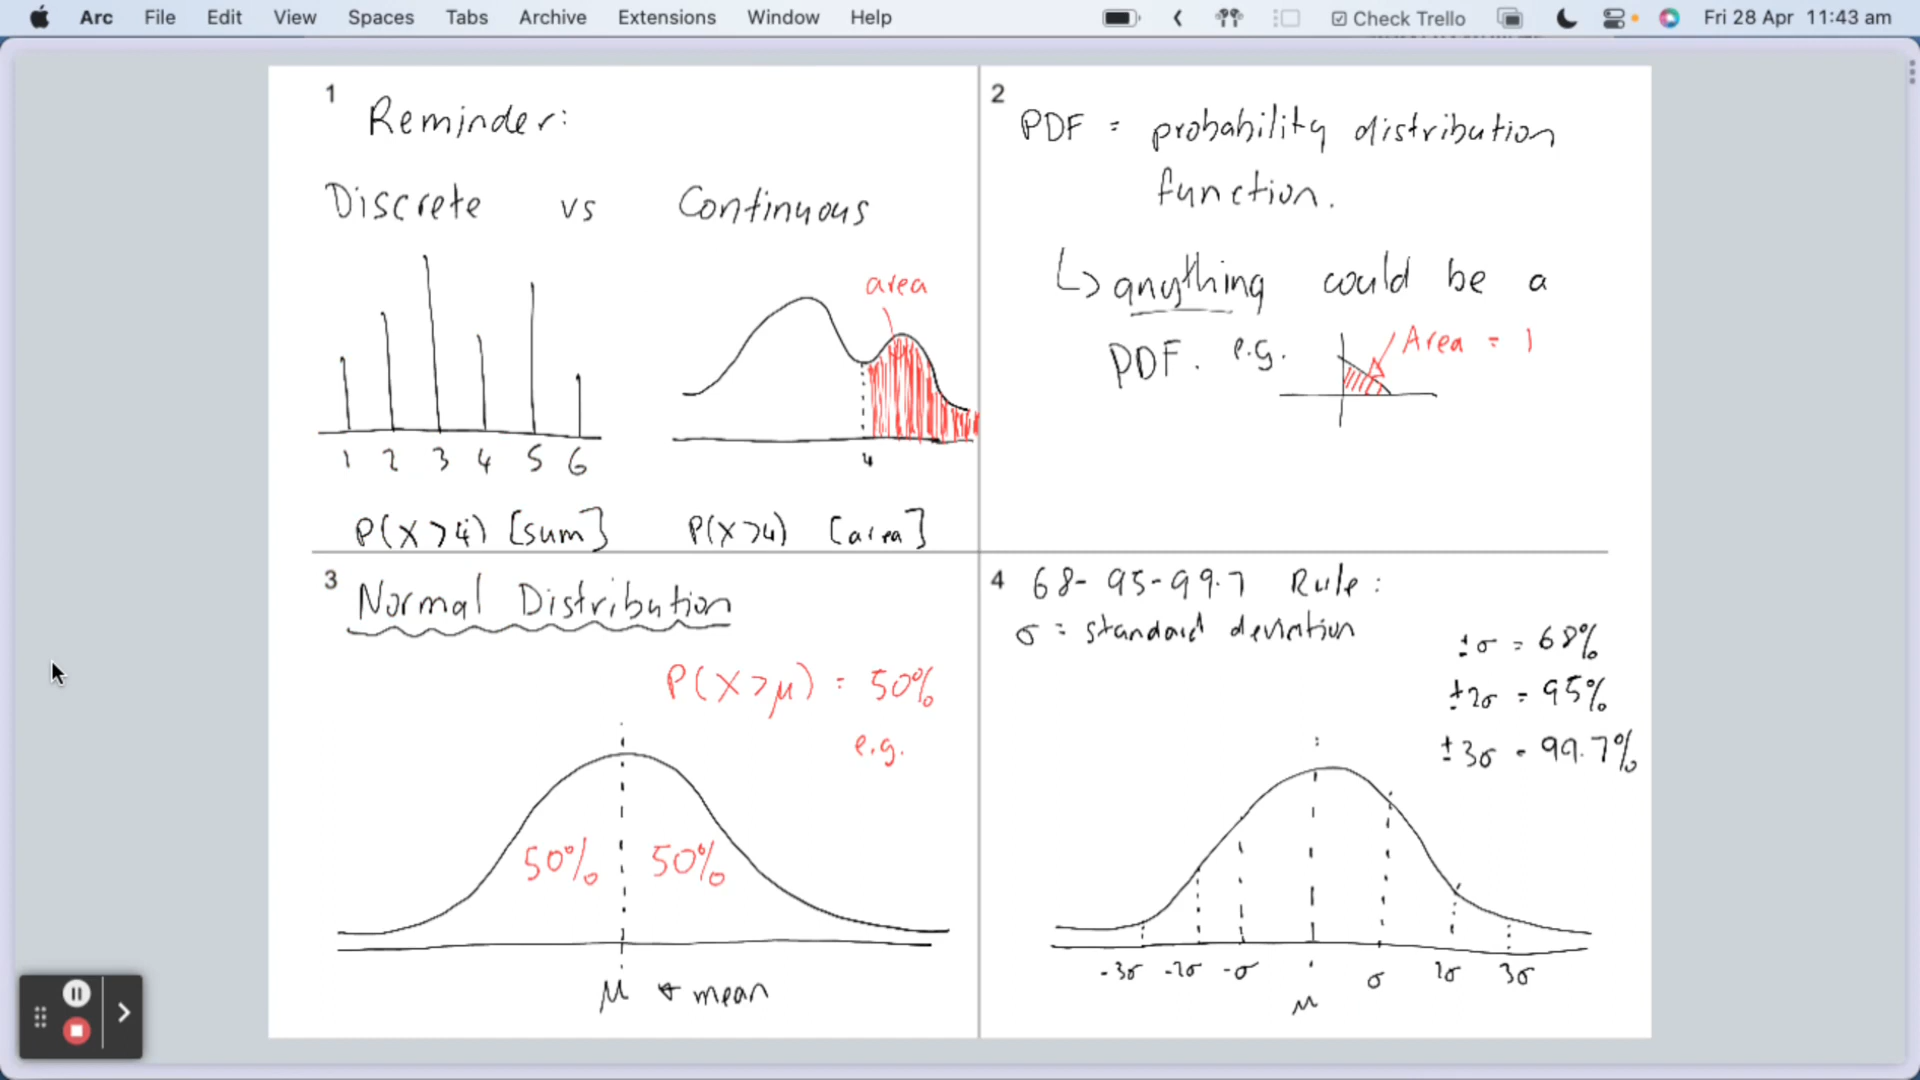 Arc File Edit View Spaces Tabs Archive Extensions Window Help Check Trello Fri 28 Apr 11:43 am
1
Reminder:
Discrete vs Continuous
area
1 2 3 4 5 6
4
P(X>4) [sum] P(X>4) [area]
2
PDF = probability distribution
function.
↳ anything could be a
PDF. e.g.
Area = 1
3
Normal Distribution
P(X>μ) = 50%
e.g.
50% 50%
μ ← mean
4
68-95-99.7 Rule:
σ = standard deviation
±σ = 68%
±2σ = 95%
±3σ = 99.7%
-3σ -2σ -σ σ 2σ 3σ
μ